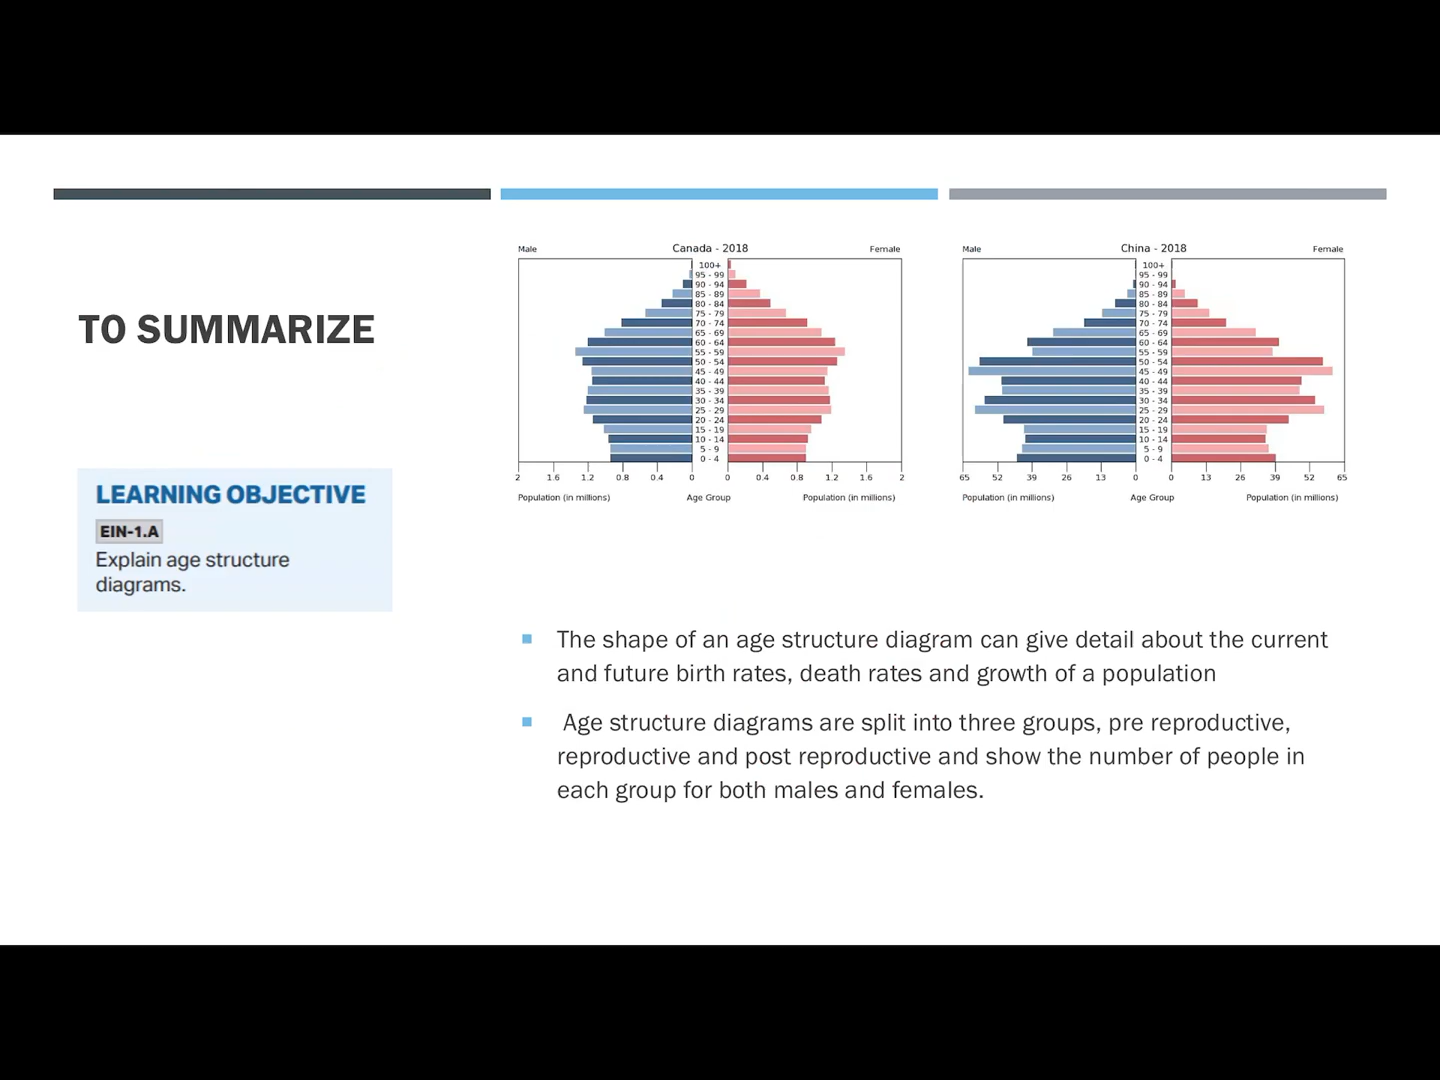 TO SUMMARIZE
LEARNING OBJECTIVE
EIN-1.A
Explain age structure
diagrams.
Male Canada - 2018 Female
100+
95 - 99
90 - 94
85 - 89
80 - 84
75 - 79
70 - 74
65 - 69
60 - 64
55 - 59
50 - 54
45 - 49
40 - 44
35 - 39
30 - 34
25 - 29
20 - 24
15 - 19
10 - 14
5 - 9
0 - 4
2 1.6 1.2 0.8 0.4 0 0 0.4 0.8 1.2 1.6 2
Population (in millions) Age Group Population (in millions)
Male China - 2018 Female
100+
95 - 99
90 - 94
85 - 89
80 - 84
75 - 79
70 - 74
65 - 69
60 - 64
55 - 59
50 - 54
45 - 49
40 - 44
35 - 39
30 - 34
25 - 29
20 - 24
15 - 19
10 - 14
5 - 9
0 - 4
65 52 39 26 13 0 0 13 26 39 52 65
Population (in millions) Age Group Population (in millions)
The shape of an age structure diagram can give detail about the current
and future birth rates, death rates and growth of a population
Age structure diagrams are split into three groups, pre reproductive,
reproductive and post reproductive and show the number of people in
each group for both males and females.